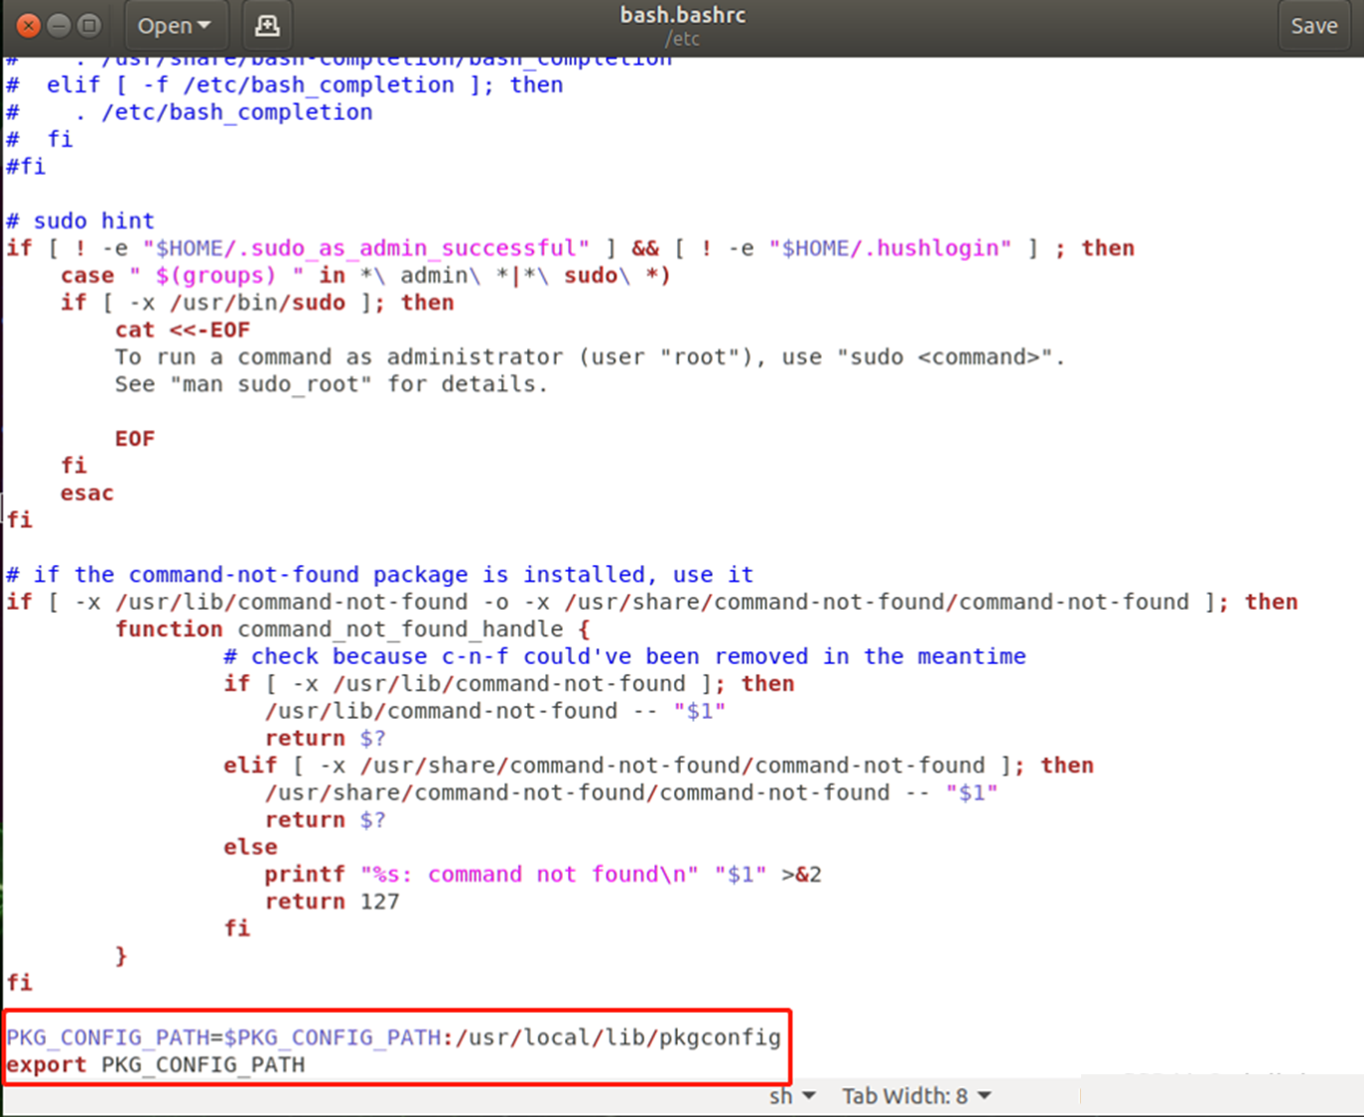 Open
bash.bashrc
/etc
Save
#    . /usr/share/bash-completion/bash_completion
#  elif [ -f /etc/bash_completion ]; then
#    . /etc/bash_completion
#  fi
#fi
# sudo hint
if [ ! -e "$HOME/.sudo_as_admin_successful" ] && [ ! -e "$HOME/.hushlogin" ] ; then
    case " $(groups) " in *\ admin\ *|*\ sudo\ *)
    if [ -x /usr/bin/sudo ]; then
        cat <<-EOF
        To run a command as administrator (user "root"), use "sudo <command>".
        See "man sudo_root" for details.
        EOF
    fi
    esac
fi
# if the command-not-found package is installed, use it
if [ -x /usr/lib/command-not-found -o -x /usr/share/command-not-found/command-not-found ]; then
        function command_not_found_handle {
                # check because c-n-f could've been removed in the meantime
                if [ -x /usr/lib/command-not-found ]; then
                   /usr/lib/command-not-found -- "$1"
                   return $?
                elif [ -x /usr/share/command-not-found/command-not-found ]; then
                   /usr/share/command-not-found/command-not-found -- "$1"
                   return $?
                else
                   printf "%s: command not found\n" "$1" >&2
                   return 127
                fi
        }
fi
PKG_CONFIG_PATH=$PKG_CONFIG_PATH:/usr/local/lib/pkgconfig
export PKG_CONFIG_PATH
sh
Tab Width: 8